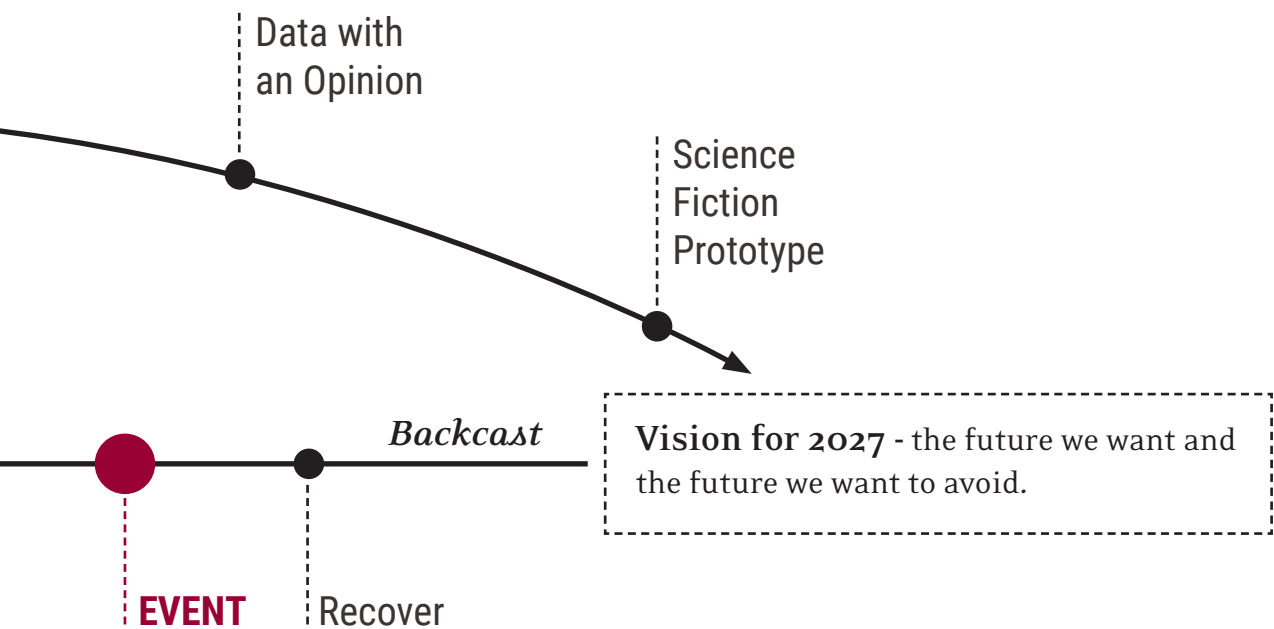 Data with
an Opinion
Science
Fiction
Prototype
Backcast
Vision for 2027 - the future we want and
the future we want to avoid.
EVENT
Recover